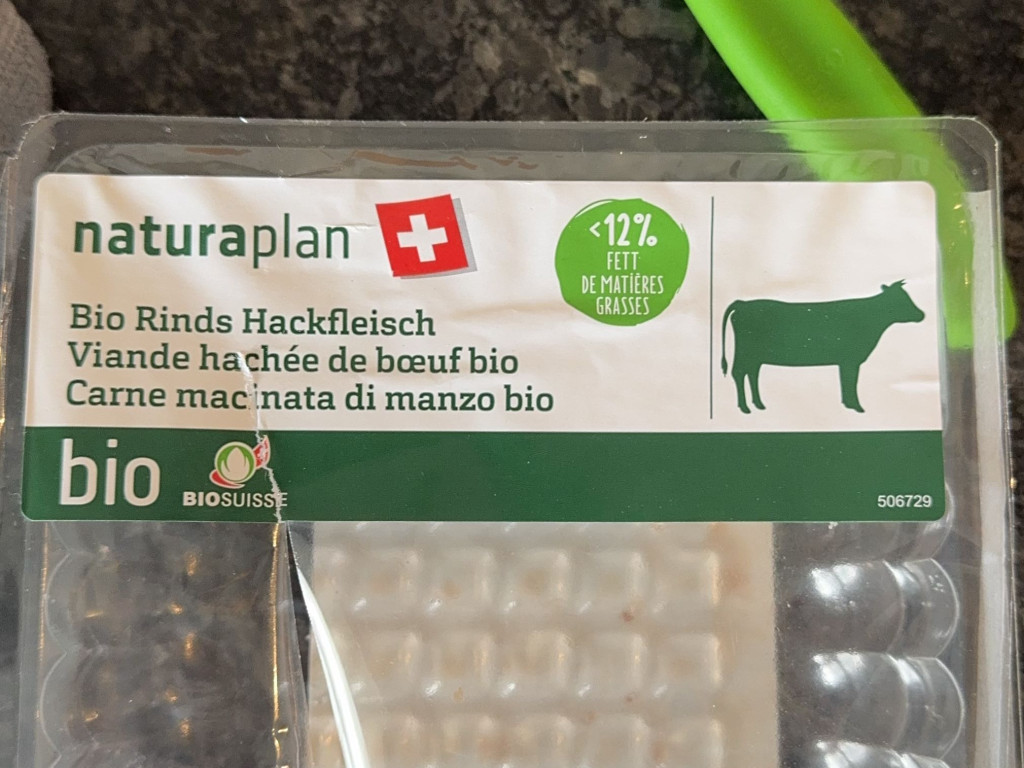 naturaplan
<12%
FETT
DE MATIÈRES
GRASSES
Bio Rinds Hackfleisch
Viande hachée de bœuf bio
Carne macinata di manzo bio
bio
BIOSUISSE
506729